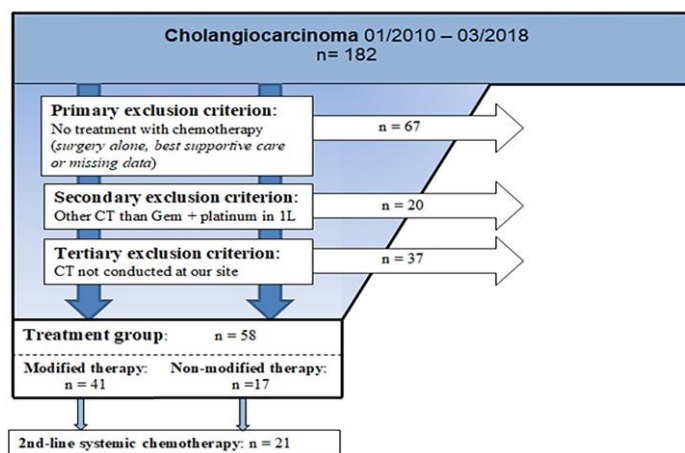 Cholangiocarcinoma 01/2010 – 03/2018
n= 182
Primary exclusion criterion:
No treatment with chemotherapy
(surgery alone, best supportive care
or missing data)
n = 67
Secondary exclusion criterion:
Other CT than Gem + platinum in 1L
n = 20
Tertiary exclusion criterion:
CT not conducted at our site
n = 37
Treatment group: n = 58
Modified therapy: Non-modified therapy:
n = 41 n =17
2nd-line systemic chemotherapy: n = 21